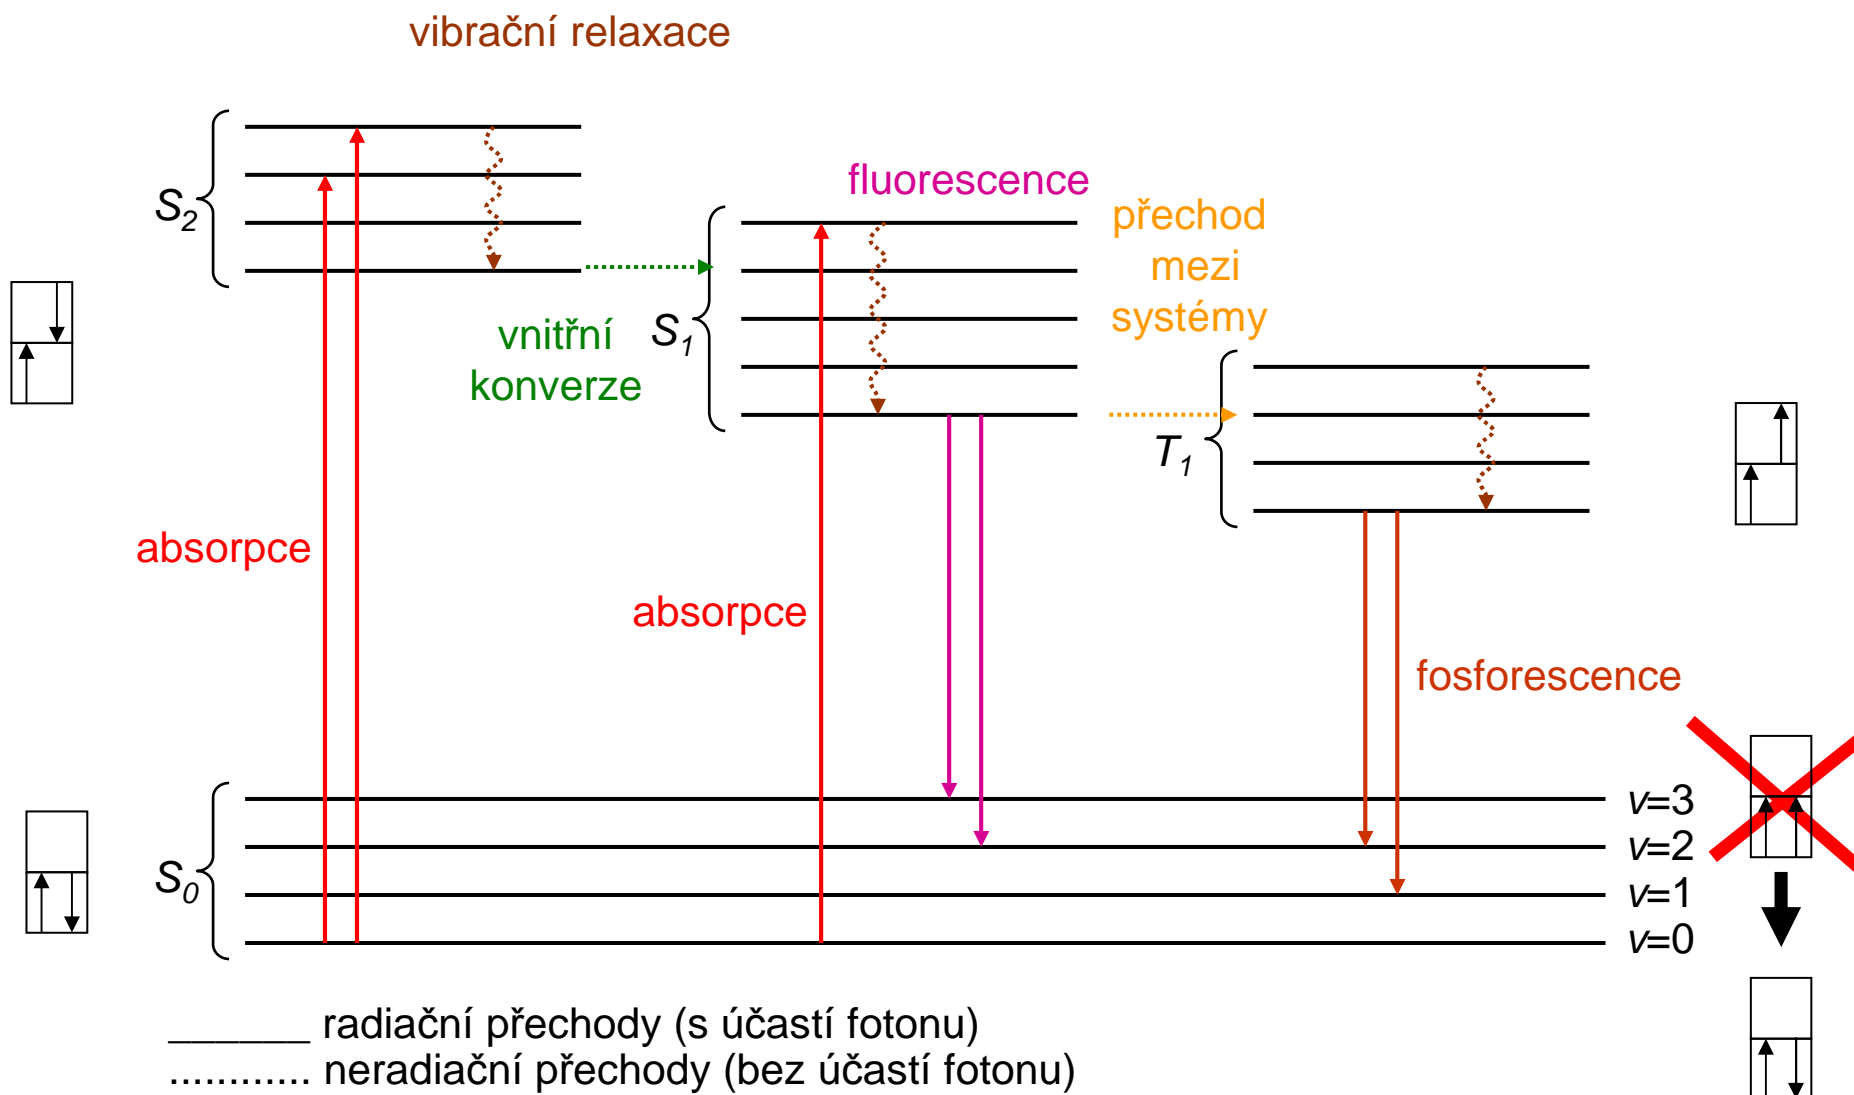 vibrační relaxace
fluorescence
S2
přechod
mezi
systémy
vnitřní
konverze
S1
T1
absorpce
absorpce
fosforescence
v=3
v=2
S0
v=1
v=0
______ radiační přechody (s účastí fotonu)
............ neradiační přechody (bez účastí fotonu)